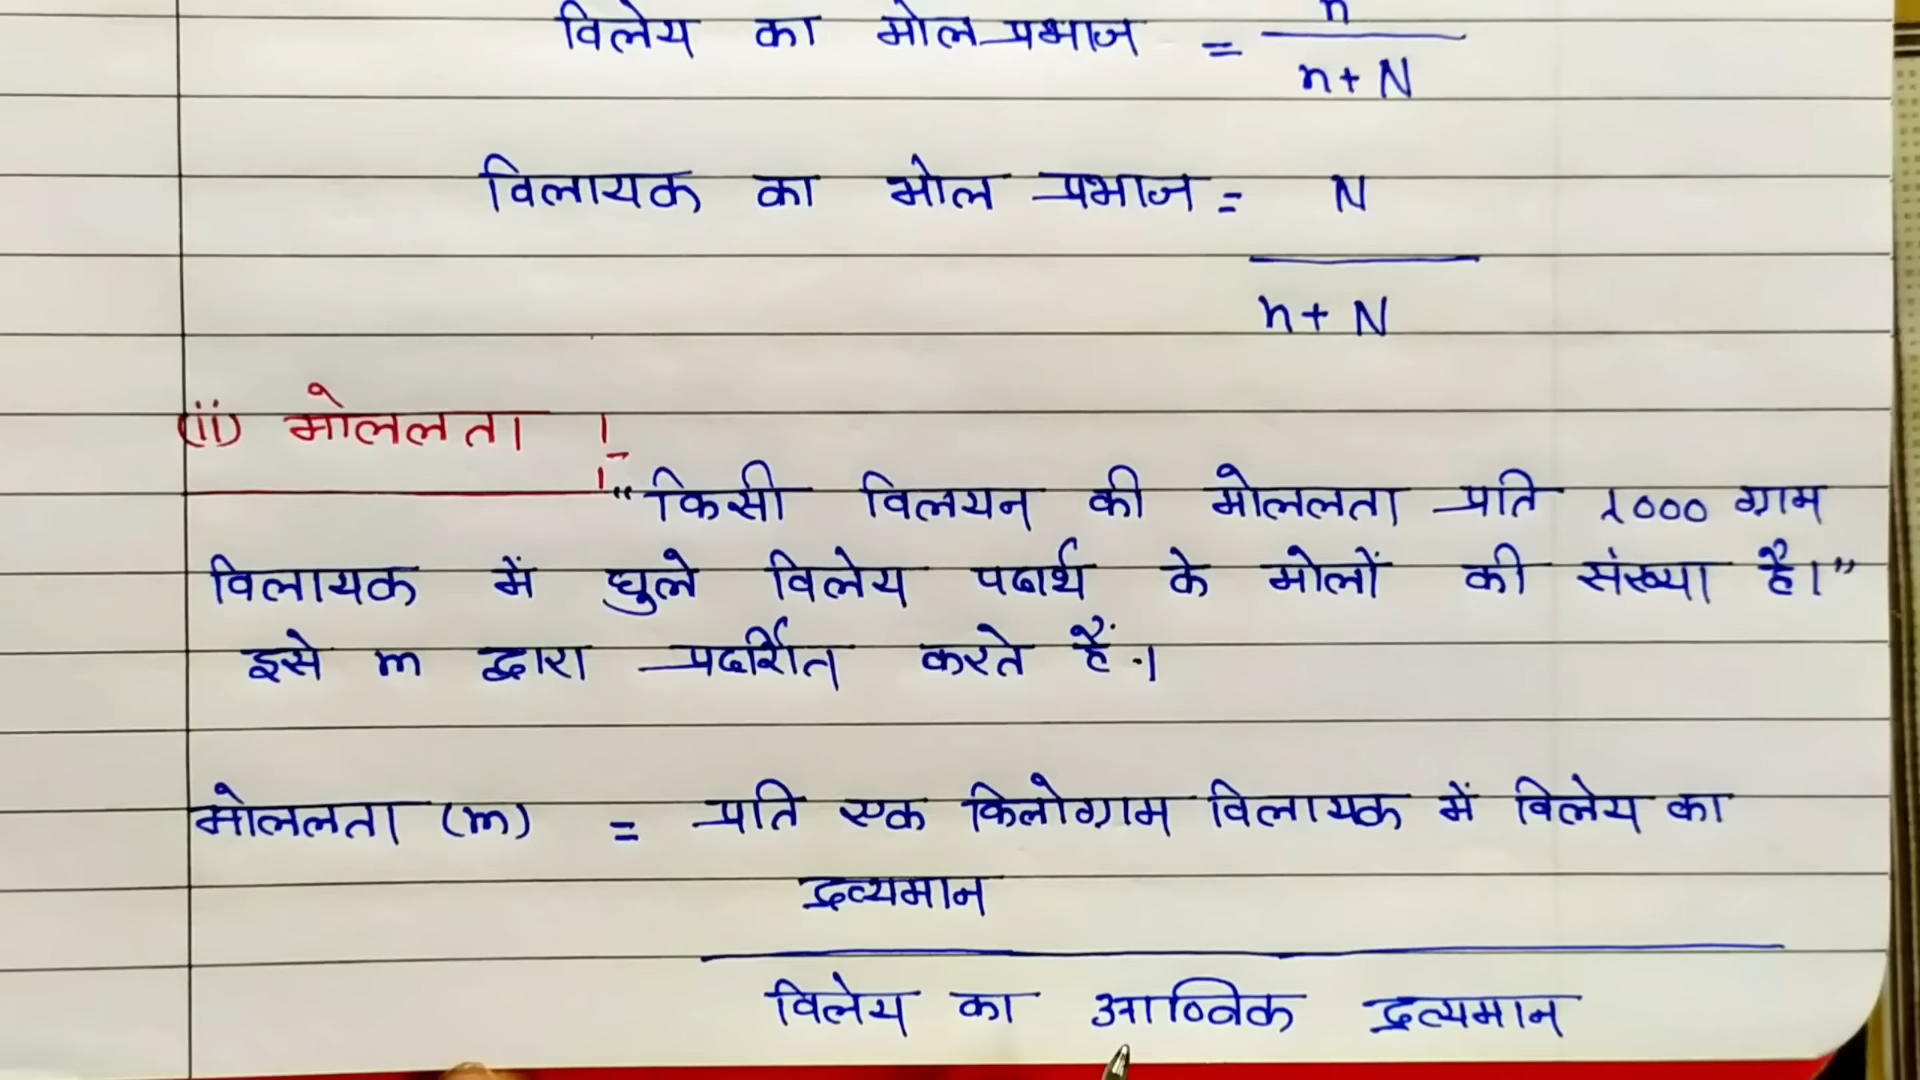 विलेय का मोल प्रभाज = n
n + N
विलायक का मोल प्रभाज = N
n + N
(ii) मोललता :-
"किसी विलयन की मोललता प्रति 1000 ग्राम
विलायक में घुले विलेय पदार्थ के मोलों की संख्या है।"
इसे m द्वारा प्रदर्शित करते हैं।
मोललता (m) = प्रति एक किलोग्राम विलायक में विलेय का
द्रव्यमान
विलेय का आण्विक द्रव्यमान